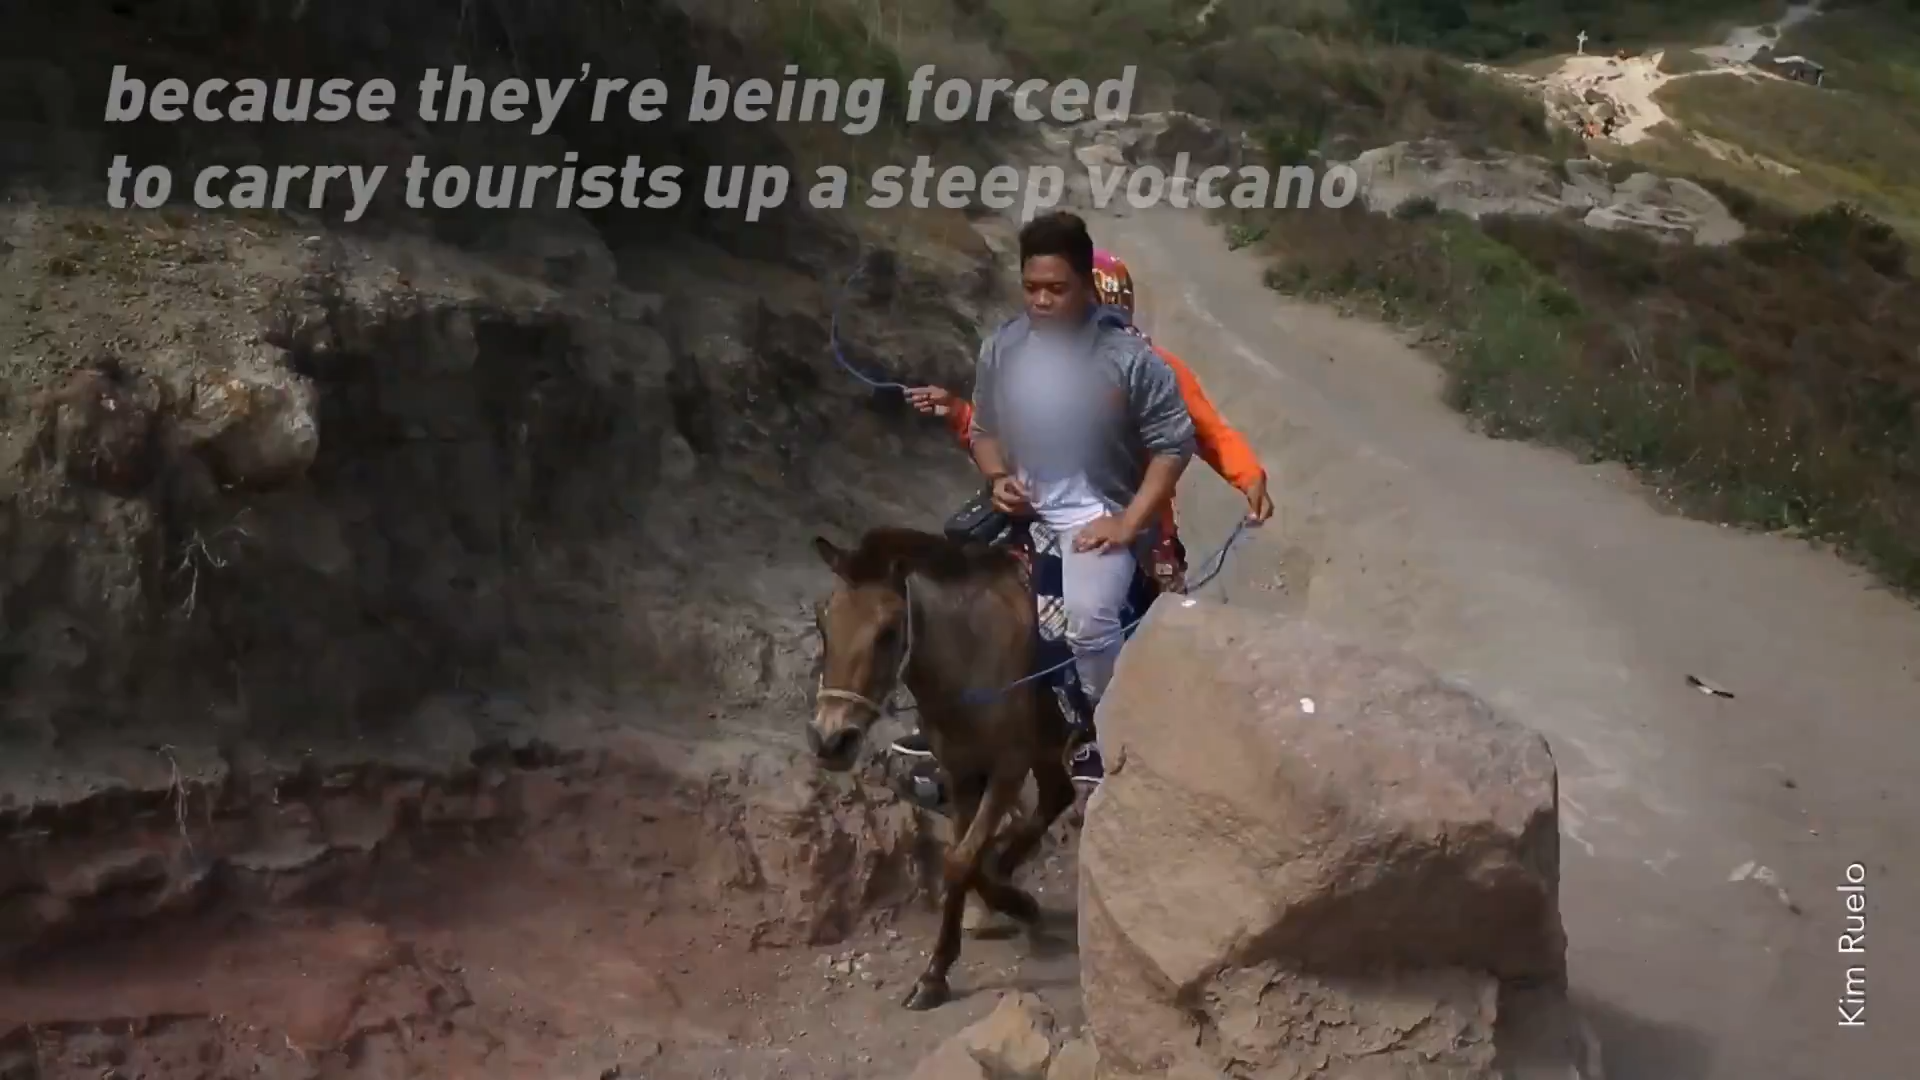 because they're being forced
to carry tourists up a steep volcano
Kim Ruelo